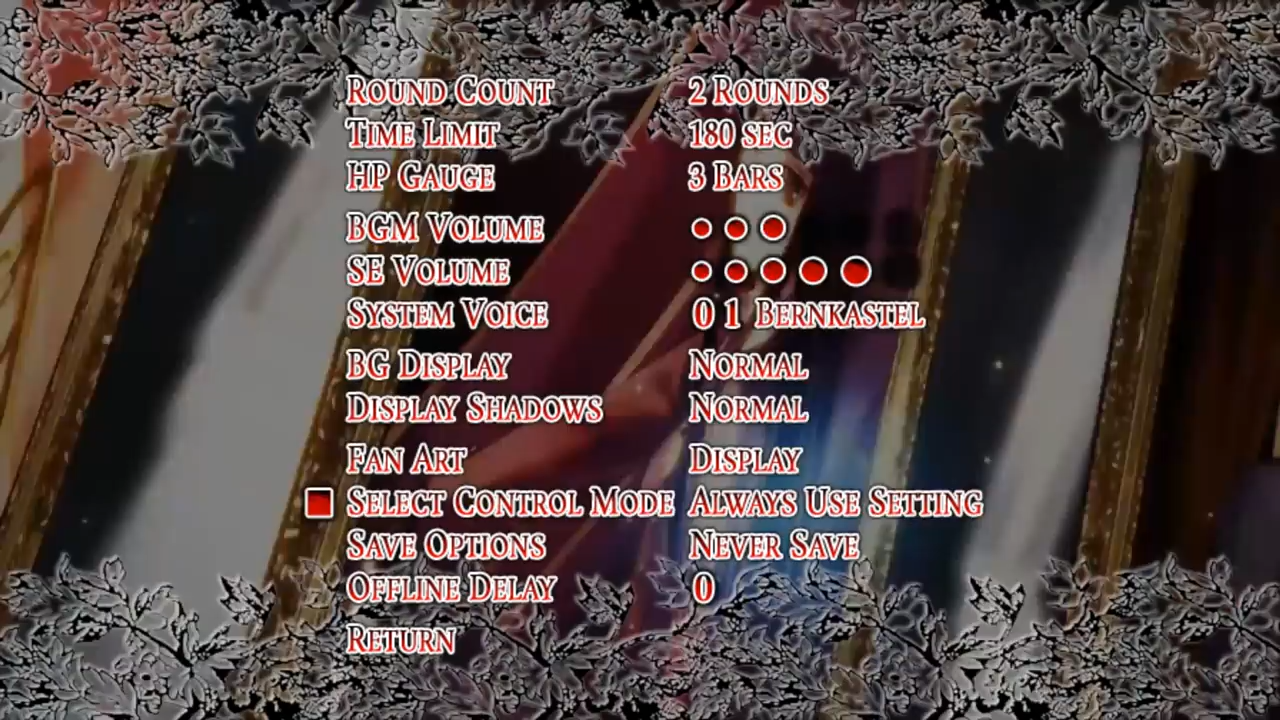 Round Count 2 Rounds
Time Limit 180 sec
HP Gauge 3 Bars
BGM Volume
SE Volume
System Voice 01 Bernkastel
BG Display Normal
Display Shadows Normal
Fan Art Display
Select Control Mode Always Use Setting
Save Options Never Save
Offline Delay 0
Return